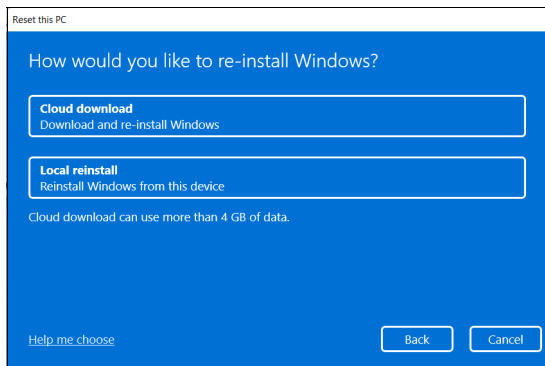 Reset this PC
How would you like to re-install Windows?
Cloud download
Download and re-install Windows
Local reinstall
Reinstall Windows from this device
Cloud download can use more than 4 GB of data.
Help me choose
Back
Cancel